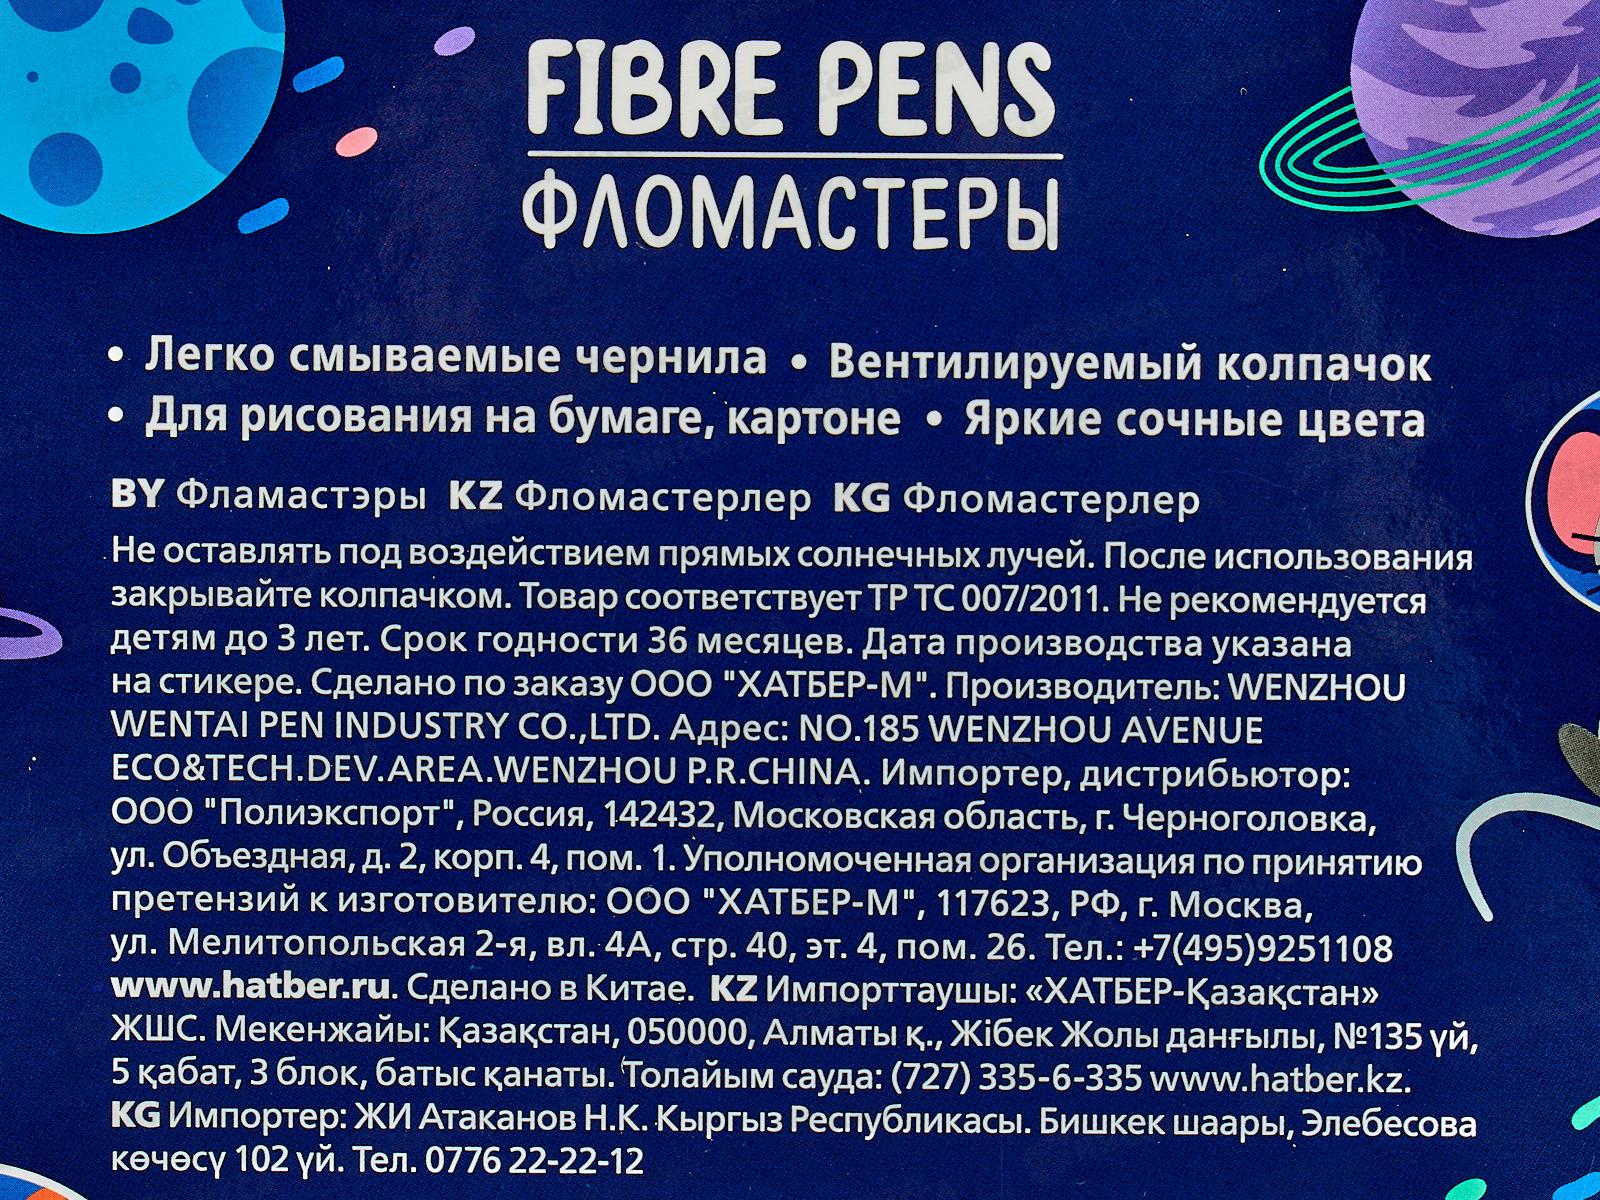 FIBRE PENS
ФЛОМАСТЕРЫ
• Легко смываемые чернила • Вентилируемый колпачок
• Для рисования на бумаге, картоне • Яркие сочные цвета
BY Фламастэры KZ Фломастерлер KG Фломастерлер
Не оставлять под воздействием прямых солнечных лучей. После использования
закрывайте колпачком. Товар соответствует ТР ТС 007/2011. Не рекомендуется
детям до 3 лет. Срок годности 36 месяцев. Дата производства указана
на стикере. Сделано по заказу ООО "ХАТБЕР-М". Производитель: WENZHOU
WENTAI PEN INDUSTRY CO.,LTD. Адрес: NO.185 WENZHOU AVENUE
ECO&TECH.DEV.AREA.WENZHOU P.R.CHINA. Импортер, дистрибьютор:
ООО "Полиэкспорт", Россия, 142432, Московская область, г. Черноголовка,
ул. Объездная, д. 2, корп. 4, пом. 1. Уполномоченная организация по принятию
претензий к изготовителю: ООО "ХАТБЕР-М", 117623, РФ, г. Москва,
ул. Мелитопольская 2-я, вл. 4А, стр. 40, эт. 4, пом. 26. Тел.: +7(495)9251108
www.hatber.ru. Сделано в Китае. KZ Импорттаушы: «ХАТБЕР-Қазақстан»
ЖШС. Мекенжайы: Қазақстан, 050000, Алматы қ., Жібек Жолы данғылы, №135 үй,
5 қабат, 3 блок, батыс қанаты. Толайым сауда: (727) 335-6-335 www.hatber.kz.
KG Импортер: ЖИ Атаканов Н.К. Кыргыз Республикасы. Бишкек шаары, Элебесова
көчөсү 102 үй. Тел. 0776 22-22-12